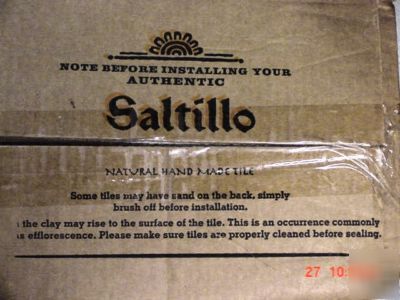 NOTE BEFORE INSTALLING YOUR
AUTHENTIC
Saltillo
NATURAL HAND MADE TILE
Some tiles may have sand on the back, simply
brush off before installation.
the clay may rise to the surface of the tile. This is an occurrence commonly
as efflorescence. Please make sure tiles are properly cleaned before sealing.
27 10